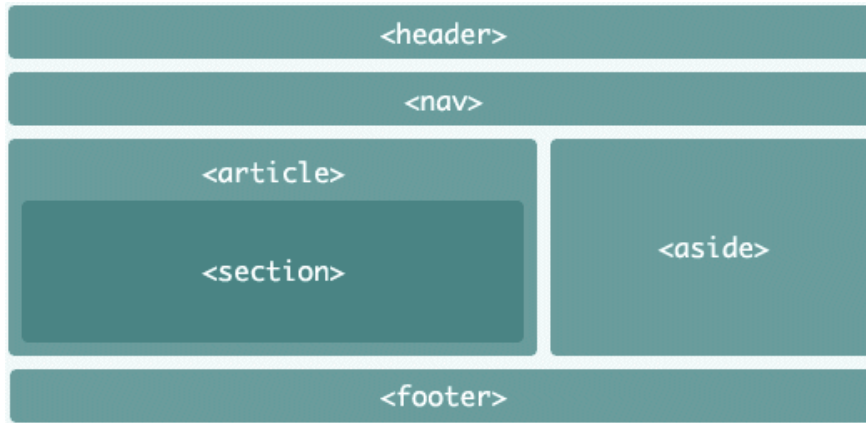 <header>
<nav>
<article>
<section>
<aside>
<footer>